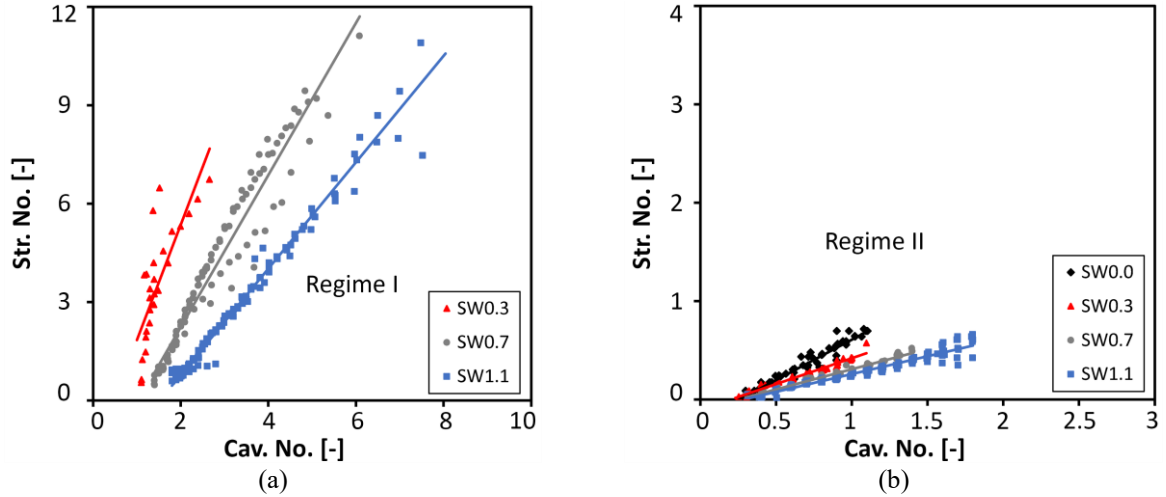 12
9
6
3
0
Str. No. [-]
0
2
4
6
8
10
Cav. No. [-]
Regime I
SW0.3
SW0.7
SW1.1
(a)
4
3
2
1
0
Str. No. [-]
0
0.5
1
1.5
2
2.5
3
Cav. No. [-]
Regime II
SW0.0
SW0.3
SW0.7
SW1.1
(b)